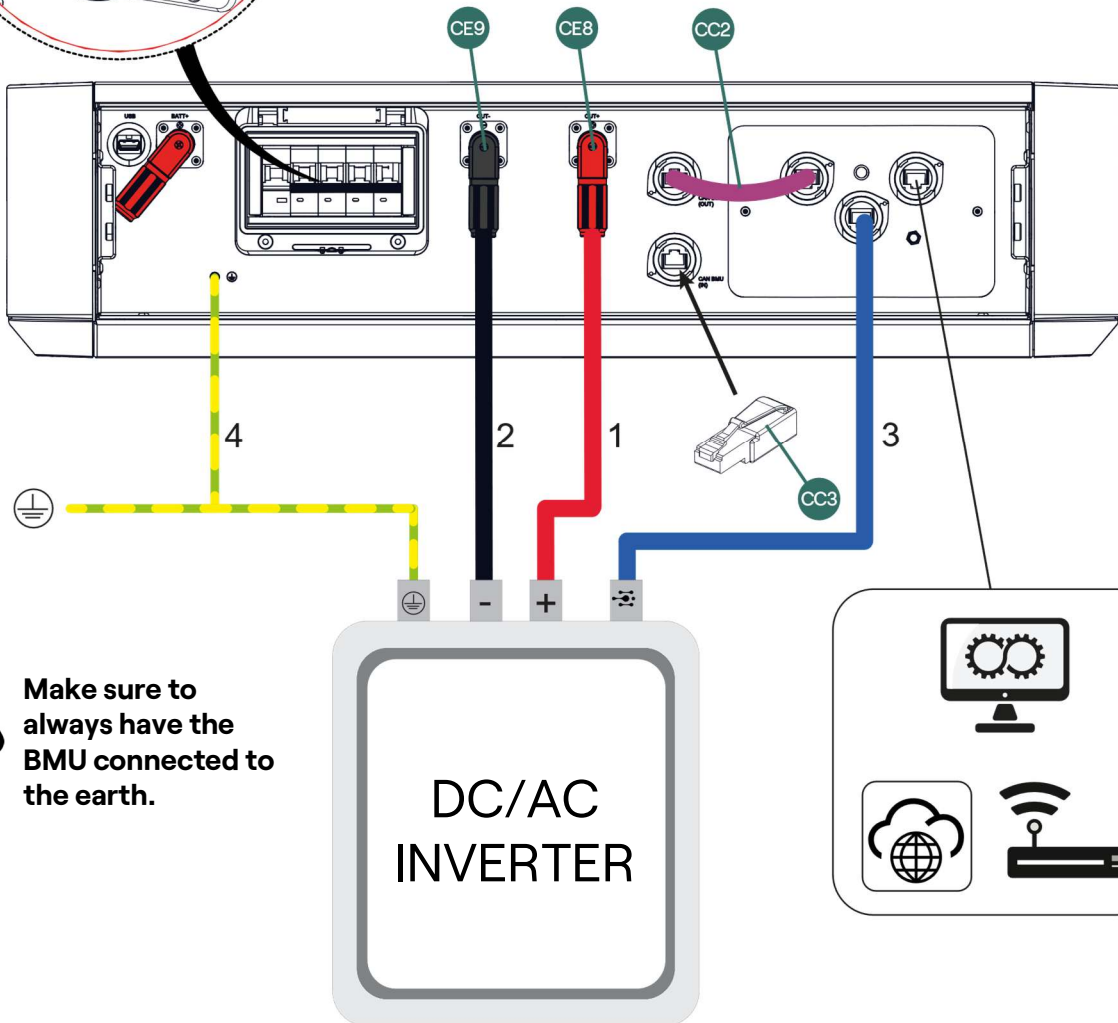 CE9
CE8
CC2
USB
BATT+
OUT-
OUT+
(OUT)
CAN BMU
(IN)
4
2
1
3
CC3
-
+
Make sure to
always have the
BMU connected to
the earth.
DC/AC
INVERTER